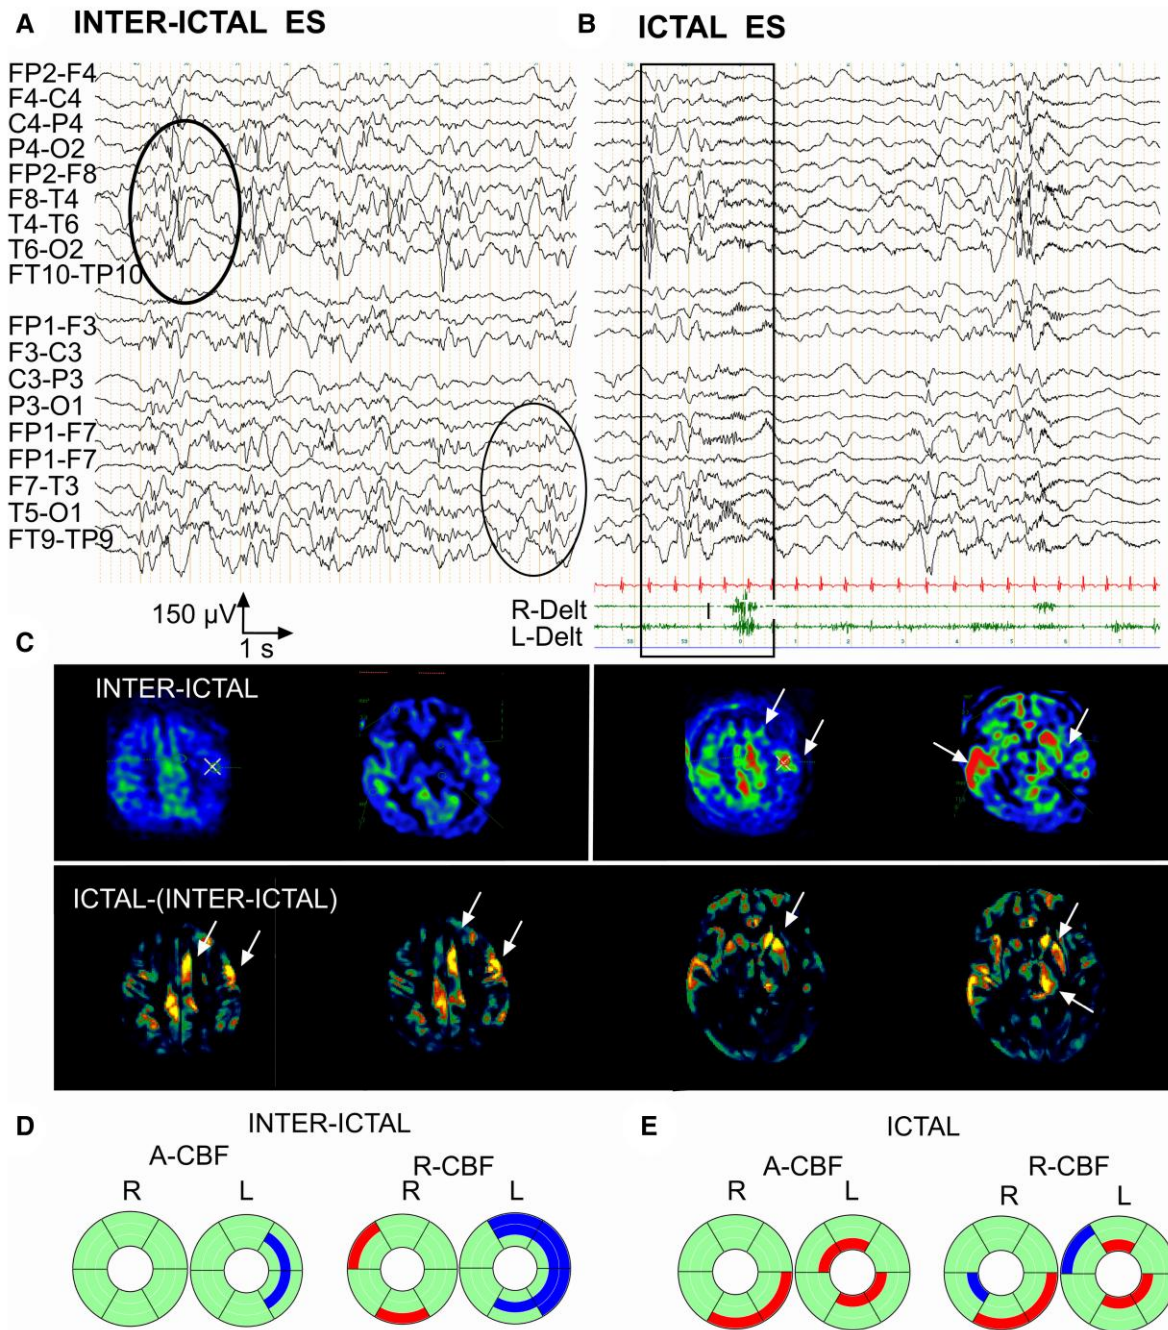 A INTER-ICTAL ES
B ICTAL ES
FP2-F4
F4-C4
C4-P4
P4-O2
FP2-F8
F8-T4
T4-T6
T6-O2
FT10-TP10
FP1-F3
F3-C3
C3-P3
P3-O1
FP1-F7
FP1-F7
F7-T3
T5-O1
FT9-TP9
150 µV
1 s
R-Delt
L-Delt
C
INTER-ICTAL
ICTAL-(INTER-ICTAL)
D INTER-ICTAL
A-CBF R-CBF
R L R L
E ICTAL
A-CBF R-CBF
R L R L